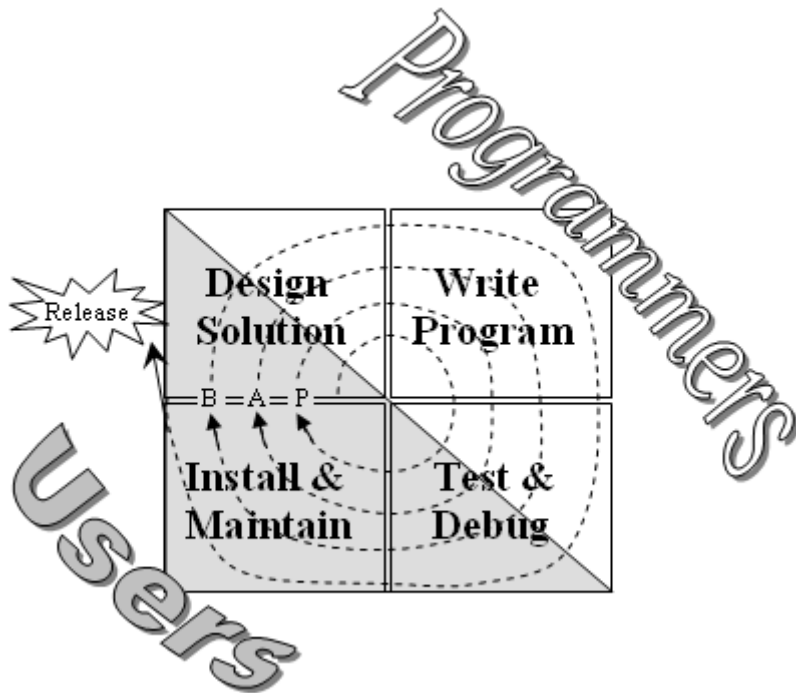 Programmers
Design
Solution
Write
Program
Release
B A P
Install &
Maintain
Test &
Debug
Users